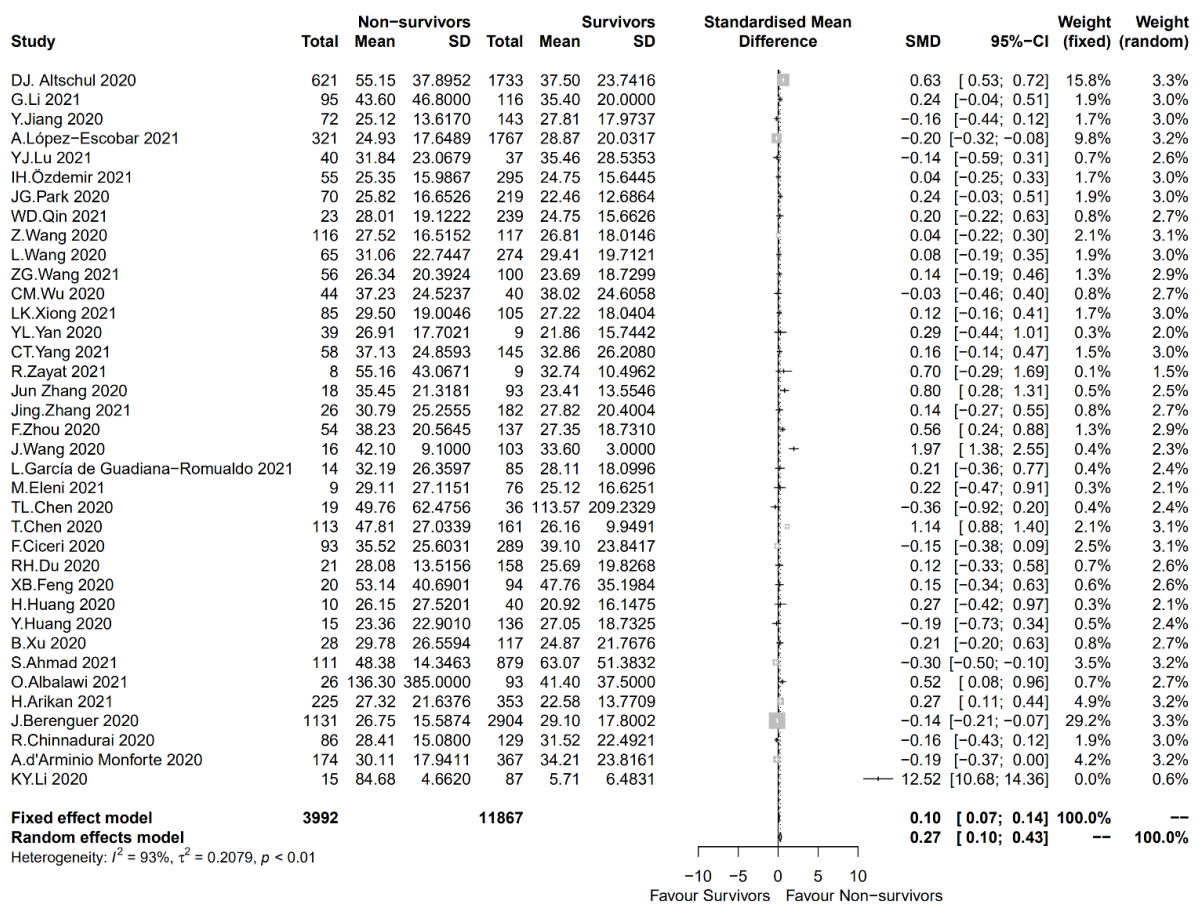 Non−survivors Survivors Standardised Mean Weight Weight
Study Total Mean SD Total Mean SD Difference SMD 95%−CI (fixed) (random)
DJ. Altschul 2020 621 55.15 37.8952 1733 37.50 23.7416 0.63 [ 0.53; 0.72] 15.8% 3.3%
G.Li 2021 95 43.60 46.8000 116 35.40 20.0000 0.24 [−0.04; 0.51] 1.9% 3.0%
Y.Jiang 2020 72 25.12 13.6170 143 27.81 17.9737 −0.16 [−0.44; 0.12] 1.7% 3.0%
A.López−Escobar 2021 321 24.93 17.6489 1767 28.87 20.0317 −0.20 [−0.32; −0.08] 9.8% 3.2%
YJ.Lu 2021 40 31.84 23.0679 37 35.46 28.5353 −0.14 [−0.59; 0.31] 0.7% 2.6%
IH.Özdemir 2021 55 25.35 15.9867 295 24.75 15.6445 0.04 [−0.25; 0.33] 1.7% 3.0%
JG.Park 2020 70 25.82 16.6526 219 22.46 12.6864 0.24 [−0.03; 0.51] 1.9% 3.0%
WD.Qin 2021 23 28.01 19.1222 239 24.75 15.6626 0.20 [−0.22; 0.63] 0.8% 2.7%
Z.Wang 2020 116 27.52 16.5152 117 26.81 18.0146 0.04 [−0.22; 0.30] 2.1% 3.1%
L.Wang 2020 65 31.06 22.7447 274 29.41 19.7121 0.08 [−0.19; 0.35] 1.9% 3.0%
ZG.Wang 2021 56 26.34 20.3924 100 23.69 18.7299 0.14 [−0.19; 0.46] 1.3% 2.9%
CM.Wu 2020 44 37.23 24.5237 40 38.02 24.6058 −0.03 [−0.46; 0.40] 0.8% 2.7%
LK.Xiong 2021 85 29.50 19.0046 105 27.22 18.0404 0.12 [−0.16; 0.41] 1.7% 3.0%
YL.Yan 2020 39 26.91 17.7021 9 21.86 15.7442 0.29 [−0.44; 1.01] 0.3% 2.0%
CT.Yang 2021 58 37.13 24.8593 145 32.86 26.2080 0.16 [−0.14; 0.47] 1.5% 3.0%
R.Zayat 2021 8 55.16 43.0671 9 32.74 10.4962 0.70 [−0.29; 1.69] 0.1% 1.5%
Jun Zhang 2020 18 35.45 21.3181 93 23.41 13.5546 0.80 [ 0.28; 1.31] 0.5% 2.5%
Jing.Zhang 2021 26 30.79 25.2555 182 27.82 20.4004 0.14 [−0.27; 0.55] 0.8% 2.7%
F.Zhou 2020 54 38.23 20.5645 137 27.35 18.7310 0.56 [ 0.24; 0.88] 1.3% 2.9%
J.Wang 2020 16 42.10 9.1000 103 33.60 3.0000 1.97 [ 1.38; 2.55] 0.4% 2.3%
L.García de Guadiana−Romualdo 2021 14 32.19 26.3597 85 28.11 18.0996 0.21 [−0.36; 0.77] 0.4% 2.4%
M.Eleni 2021 9 29.11 27.1151 76 25.12 16.6251 0.22 [−0.47; 0.91] 0.3% 2.1%
TL.Chen 2020 19 49.76 62.4756 36 113.57 209.2329 −0.36 [−0.92; 0.20] 0.4% 2.4%
T.Chen 2020 113 47.81 27.0339 161 26.16 9.9491 1.14 [ 0.88; 1.40] 2.1% 3.1%
F.Ciceri 2020 93 35.52 25.6031 289 39.10 23.8417 −0.15 [−0.38; 0.09] 2.5% 3.1%
RH.Du 2020 21 28.08 13.5156 158 25.69 19.8268 0.12 [−0.33; 0.58] 0.7% 2.6%
XB.Feng 2020 20 53.14 40.6901 94 47.76 35.1984 0.15 [−0.34; 0.63] 0.6% 2.6%
H.Huang 2020 10 26.15 27.5201 40 20.92 16.1475 0.27 [−0.42; 0.97] 0.3% 2.1%
Y.Huang 2020 15 23.36 22.9010 136 27.05 18.7325 −0.19 [−0.73; 0.34] 0.5% 2.4%
B.Xu 2020 28 29.78 26.5594 117 24.87 21.7676 0.21 [−0.20; 0.63] 0.8% 2.7%
S.Ahmad 2021 111 48.38 14.3463 879 63.07 51.3832 −0.30 [−0.50; −0.10] 3.5% 3.2%
O.Albalawi 2021 26 136.30 385.0000 93 41.40 37.5000 0.52 [ 0.08; 0.96] 0.7% 2.7%
H.Arikan 2021 225 27.32 21.6376 353 22.58 13.7709 0.27 [ 0.11; 0.44] 4.9% 3.2%
J.Berenguer 2020 1131 26.75 15.5874 2904 29.10 17.8002 −0.14 [−0.21; −0.07] 29.2% 3.3%
R.Chinnadurai 2020 86 28.41 15.0800 129 31.52 22.4921 −0.16 [−0.43; 0.12] 1.9% 3.0%
A.d'Arminio Monforte 2020 174 30.11 17.9411 367 34.21 23.8161 −0.19 [−0.37; 0.00] 4.2% 3.2%
KY.Li 2020 15 84.68 4.6620 87 5.71 6.4831 12.52 [10.68; 14.36] 0.0% 0.6%
Fixed effect model 3992 11867 0.10 [ 0.07; 0.14] 100.0% −−
Random effects model 0.27 [ 0.10; 0.43] −− 100.0%
Heterogeneity: I² = 93%, τ² = 0.2079, p < 0.01
−10 −5 0 5 10
Favour Survivors Favour Non−survivors